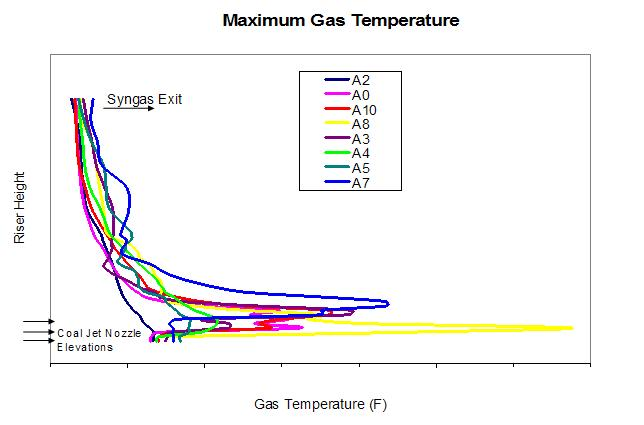 Maximum Gas Temperature
Syngas Exit
A2
A0
A10
A8
A3
A4
A5
A7
Riser Height
Coal Jet Nozzle
Elevations
Gas Temperature (F)